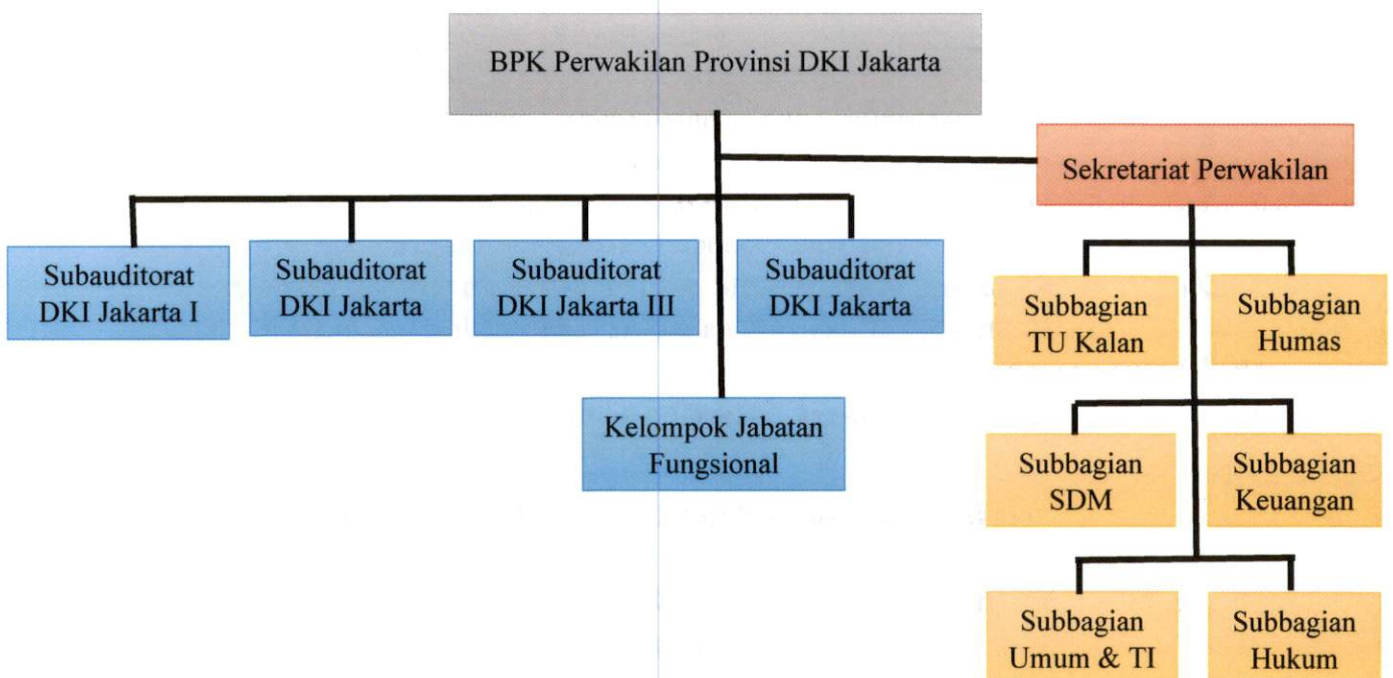 BPK Perwakilan Provinsi DKI Jakarta
Sekretariat Perwakilan
Subauditorat
DKI Jakarta I
Subauditorat
DKI Jakarta
Subauditorat
DKI Jakarta III
Subauditorat
DKI Jakarta
Kelompok Jabatan
Fungsional
Subbagian
TU Kalan
Subbagian
Humas
Subbagian
SDM
Subbagian
Keuangan
Subbagian
Umum & TI
Subbagian
Hukum